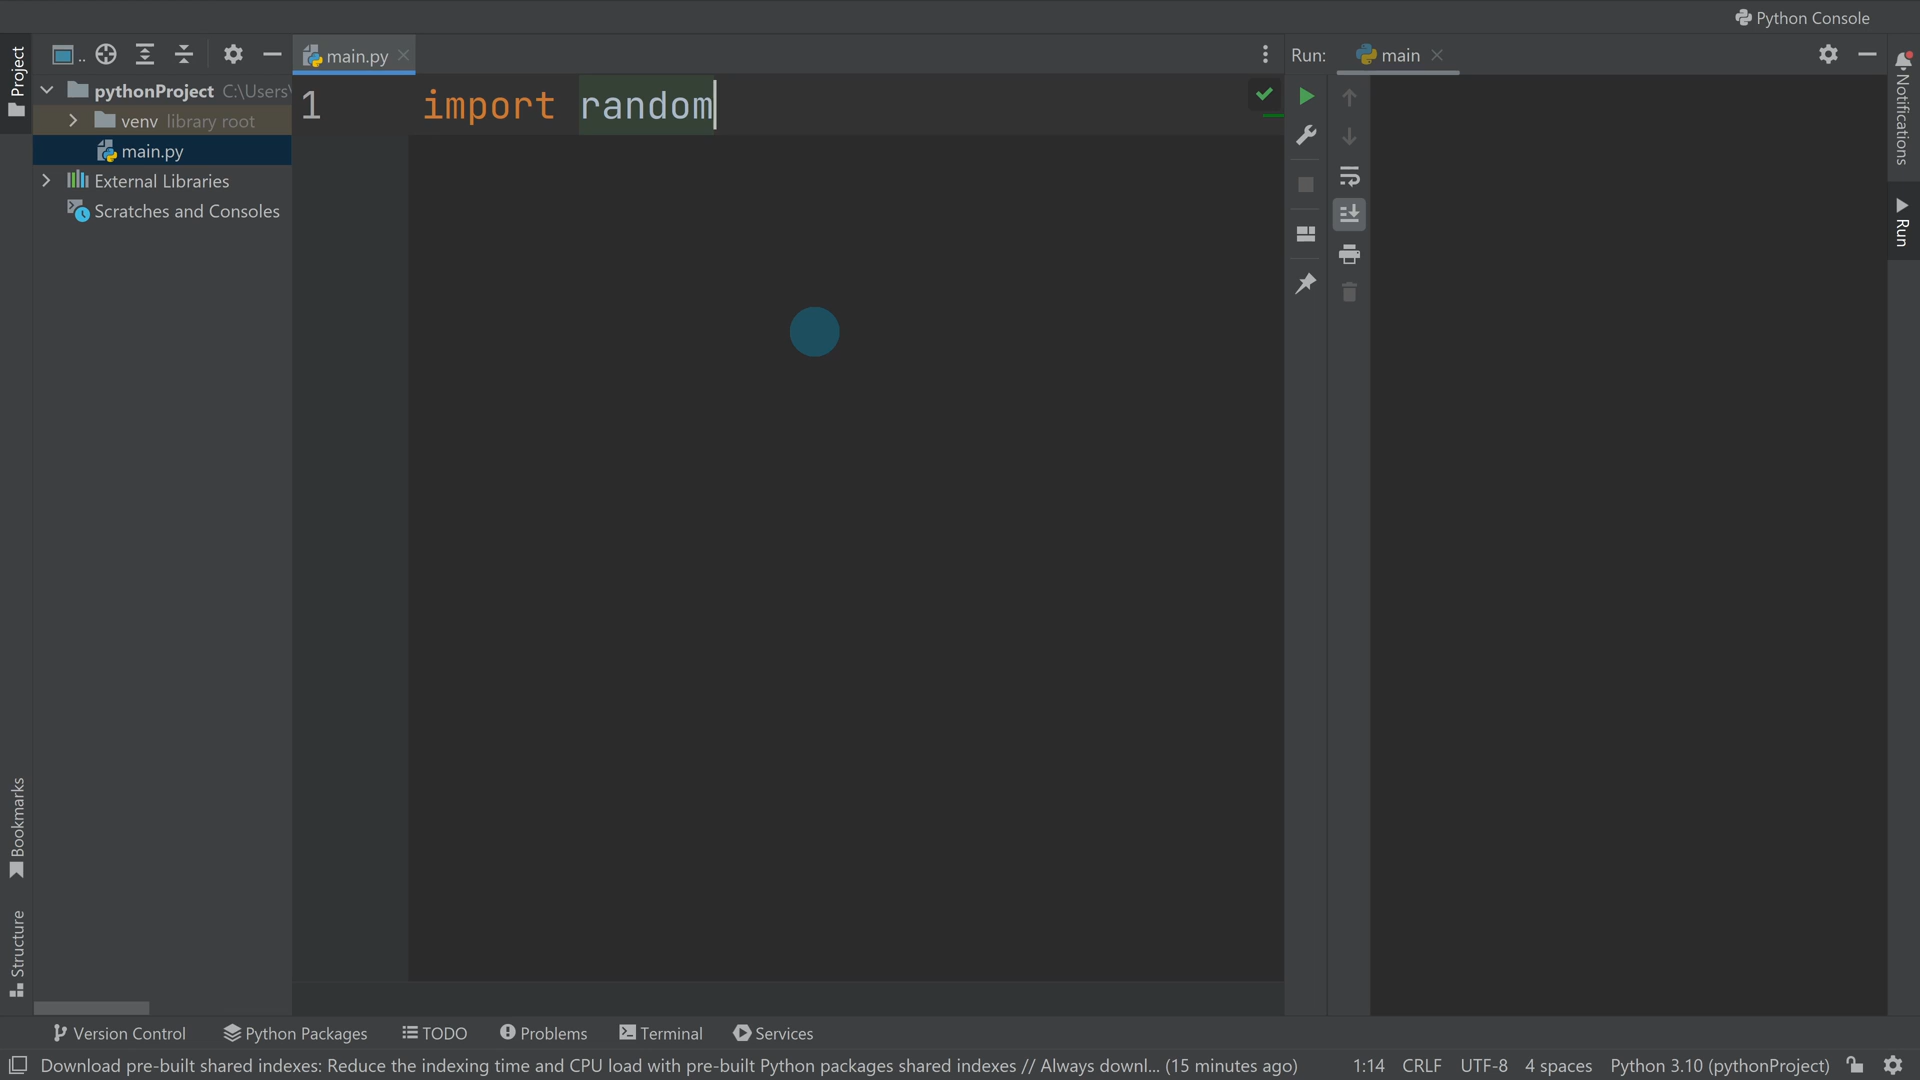 Python Console
Project
main.py
Run:
main
pythonProject C:\Users\
1 import random
venv library root
main.py
External Libraries
Scratches and Consoles
Notifications
Run
Bookmarks
Structure
Version Control Python Packages TODO Problems Terminal Services
Download pre-built shared indexes: Reduce the indexing time and CPU load with pre-built Python packages shared indexes // Always downl... (15 minutes ago) 1:14 CRLF UTF-8 4 spaces Python 3.10 (pythonProject)